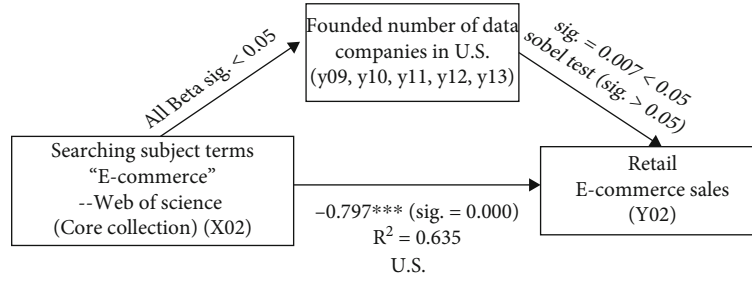 Founded number of data
companies in U.S.
(y09, y10, y11, y12, y13)
All Beta sig. < 0.05
sig. = 0.007 < 0.05
sobel test (sig. > 0.05)
Searching subject terms
“E-commerce”
--Web of science
(Core collection) (X02)
–0.797*** (sig. = 0.000)
R² = 0.635
U.S.
Retail
E-commerce sales
(Y02)